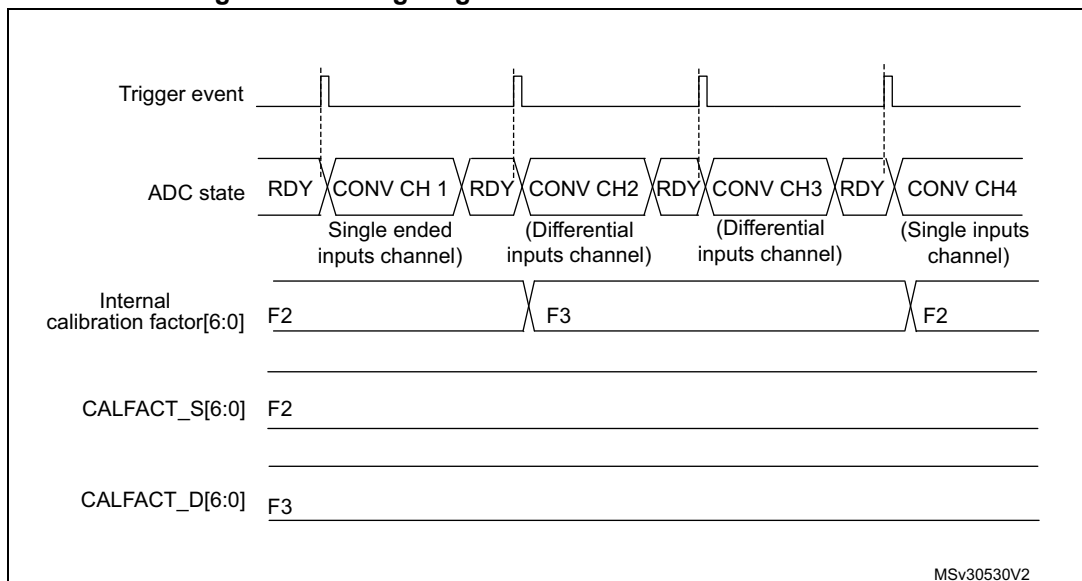 Trigger event
ADC state
RDY CONV CH 1 RDY CONV CH2 RDY CONV CH3 RDY CONV CH4
Single ended
inputs channel)
(Differential
inputs channel)
(Differential
inputs channel)
(Single inputs
channel)
Internal
calibration factor[6:0]
F2 F3 F2
CALFACT_S[6:0] F2
CALFACT_D[6:0] F3
MSv30530V2